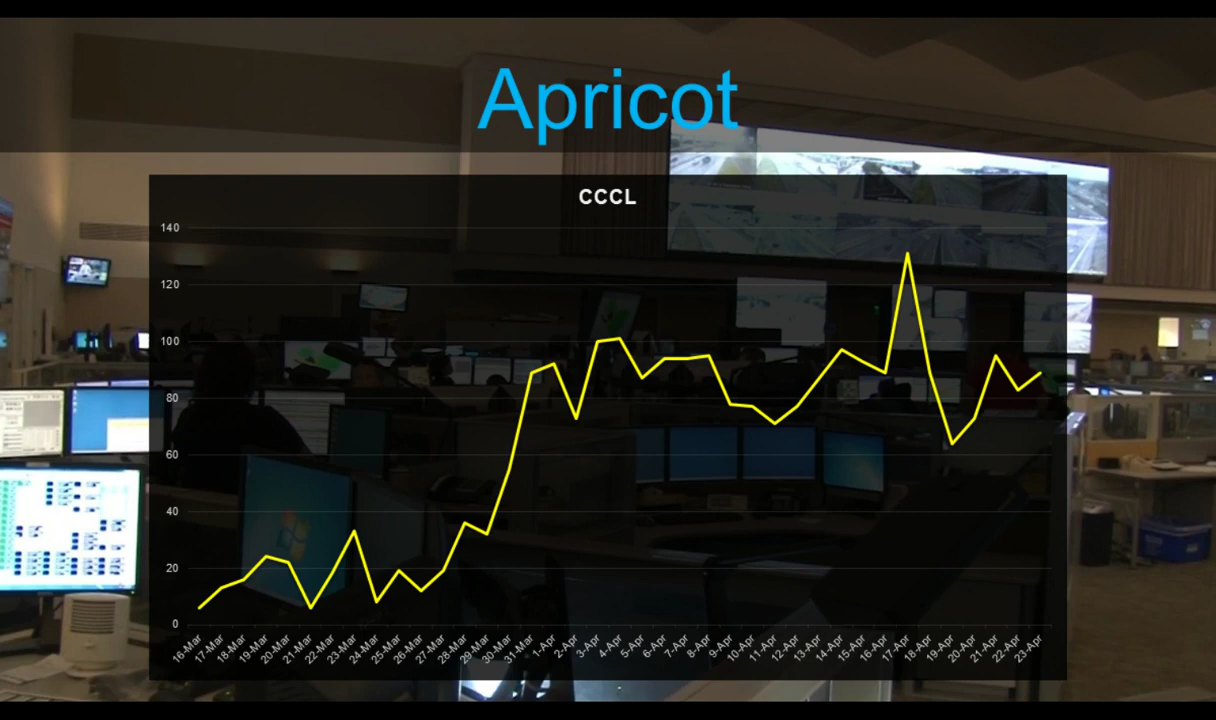 Apricot
CCCL
140
120
100
80
60
40
20
0
16-Mar 17-Mar 18-Mar 19-Mar 20-Mar 21-Mar 22-Mar 23-Mar 24-Mar 25-Mar 26-Mar 27-Mar 28-Mar 29-Mar 30-Mar 31-Mar 1-Apr 2-Apr 3-Apr 4-Apr 5-Apr 6-Apr 7-Apr 8-Apr 9-Apr 10-Apr 11-Apr 12-Apr 13-Apr 14-Apr 15-Apr 16-Apr 17-Apr 18-Apr 19-Apr 20-Apr 21-Apr 22-Apr 23-Apr